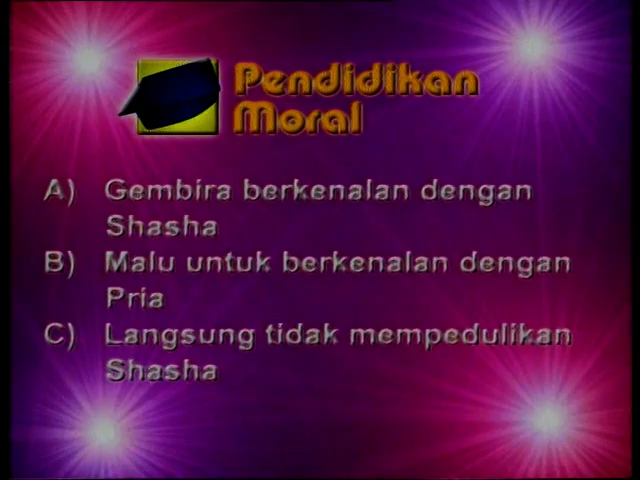 Pendidikan
Moral
A) Gembira berkenalan dengan
Shasha
B) Malu untuk berkenalan dengan
Pria
C) Langsung tidak mempedulikan
Shasha